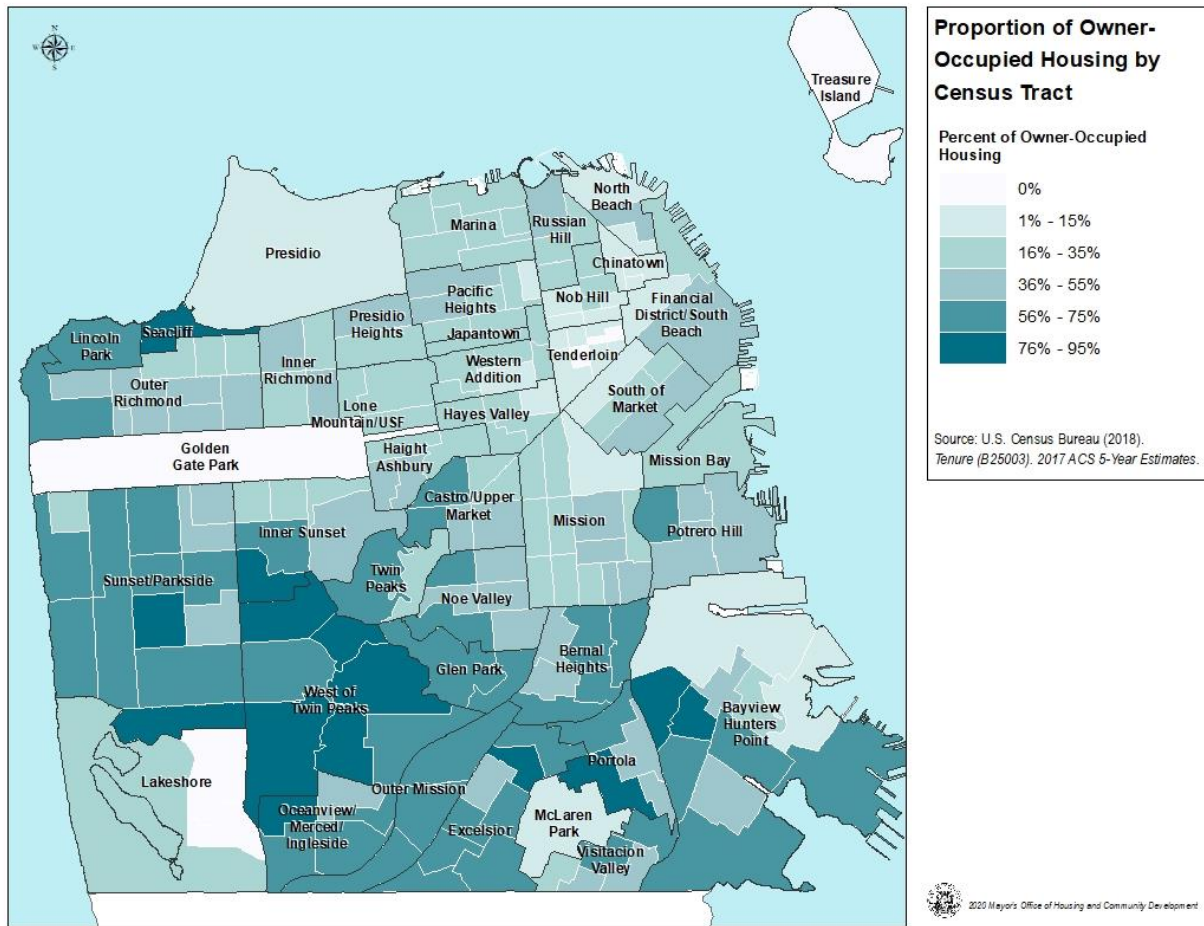 N
W
E
S
Treasure
Island
North
Beach
Marina
Russian
Hill
Presidio
Chinatown
Pacific
Heights
Nob Hill
Financial
District/South
Beach
Presidio
Heights
Seacliff
Lincoln
Park
Japantown
Tenderloin
Inner
Richmond
Western
Addition
Outer
Richmond
South of
Market
Lone
Mountain/USF
Hayes Valley
Golden
Gate Park
Haight
Ashbury
Mission Bay
Castro/Upper
Market
Mission
Potrero Hill
Inner Sunset
Sunset/Parkside
Twin
Peaks
Noe Valley
Bernal
Heights
Glen Park
West of
Twin Peaks
Bayview
Hunters
Point
Portola
Lakeshore
Outer Mission
Oceanview/
Merced/
Ingleside
Excelsior
McLaren
Park
Visitacion
Valley
Proportion of Owner-
Occupied Housing by
Census Tract
Percent of Owner-Occupied
Housing
0%
1% - 15%
16% - 35%
36% - 55%
56% - 75%
76% - 95%
Source: U.S. Census Bureau (2018).
Tenure (B25003). 2017 ACS 5-Year Estimates.
2020 Mayor's Office of Housing and Community Development